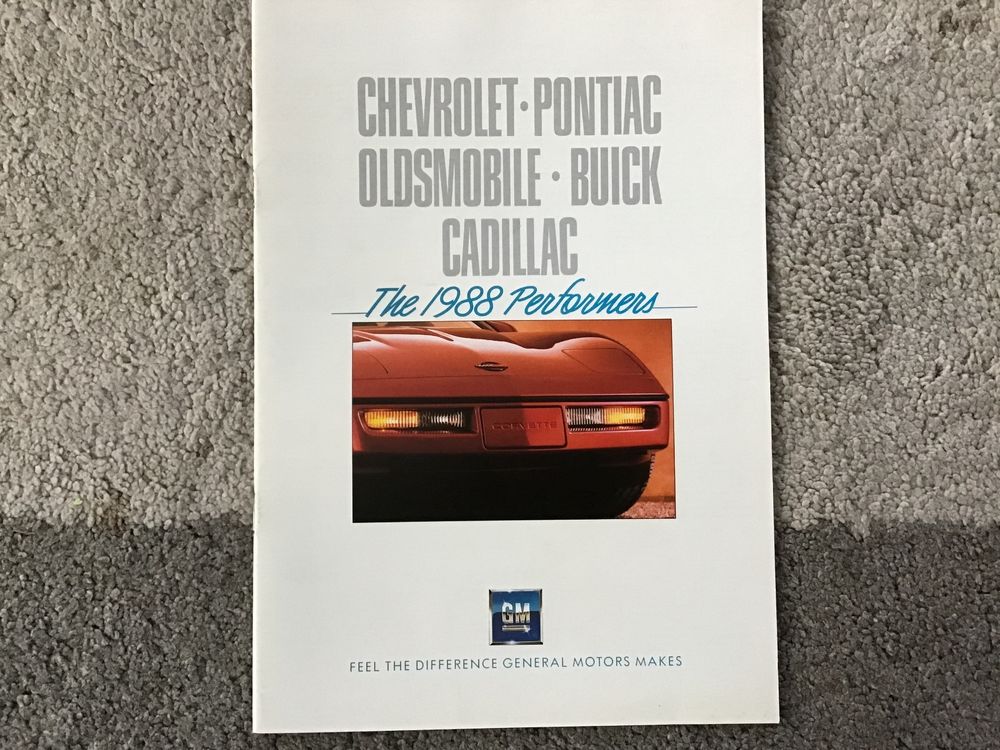 CHEVROLET • PONTIAC
OLDSMOBILE • BUICK
CADILLAC
The 1988 Performers
CORVETTE
GM
FEEL THE DIFFERENCE GENERAL MOTORS MAKES